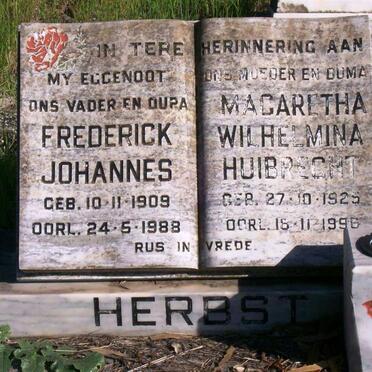 IN TERE HERINNERING AAN
MY EGGENOOT
ONS VADER EN OUPA
FREDERICK
JOHANNES
GEB. 10-11-1909
OORL. 24-5-1988
ONS MOEDER EN OUMA
MAGARETHA
WILHELMINA
HUIBRECHT
GEB. 27-10-1925
OORL. 15-11-1996
RUS IN VREDE.
HERBST